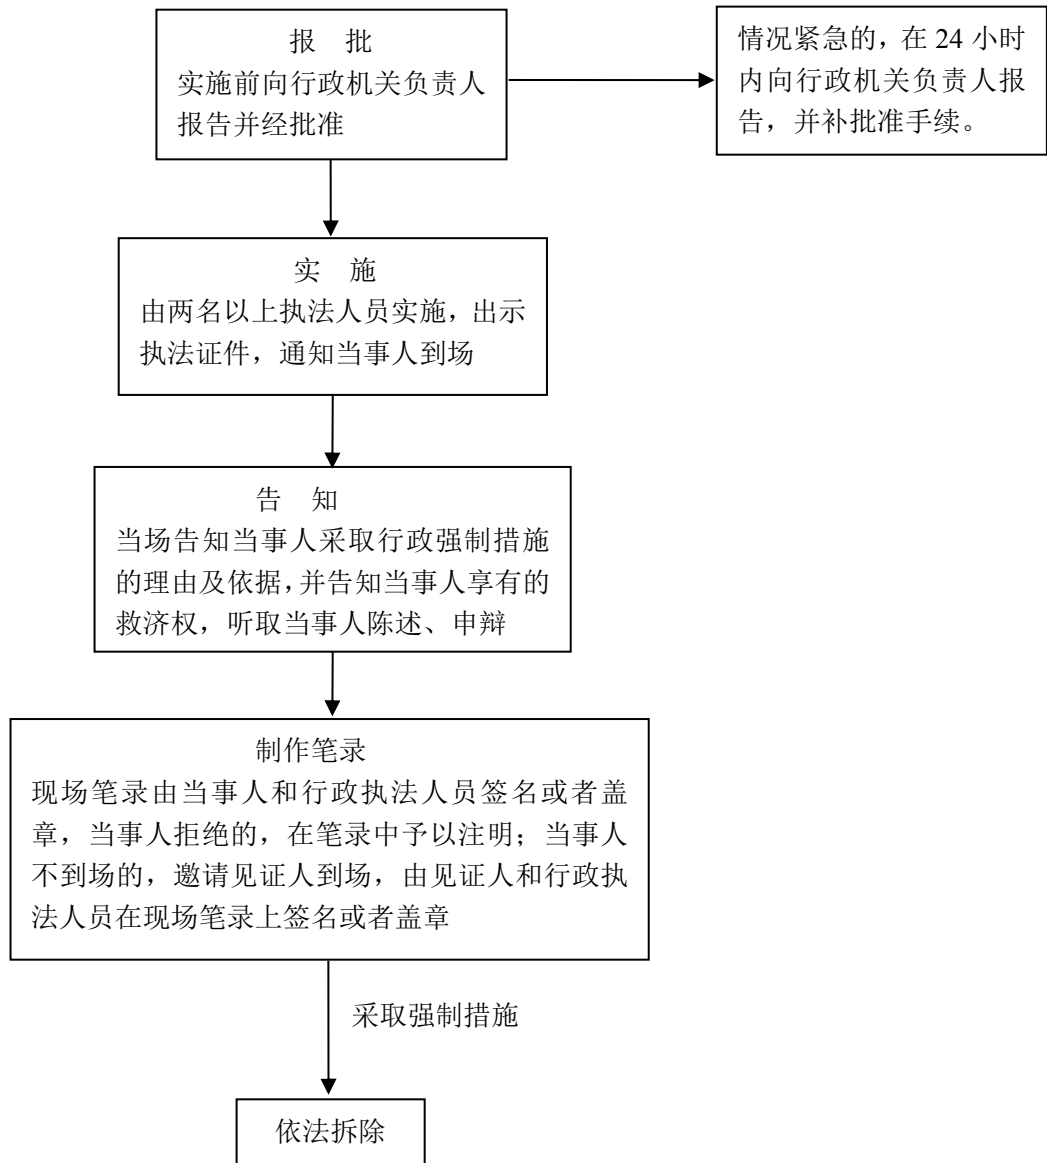 报 批
实施前向行政机关负责人
报告并经批准
情况紧急的，在 24 小时
内向行政机关负责人报
告，并补批准手续。
实 施
由两名以上执法人员实施，出示
执法证件，通知当事人到场
告 知
当场告知当事人采取行政强制措施
的理由及依据，并告知当事人享有的
救济权，听取当事人陈述、申辩
制作笔录
现场笔录由当事人和行政执法人员签名或者盖
章，当事人拒绝的，在笔录中予以注明；当事人
不到场的，邀请见证人到场，由见证人和行政执
法人员在现场笔录上签名或者盖章
采取强制措施
依法拆除